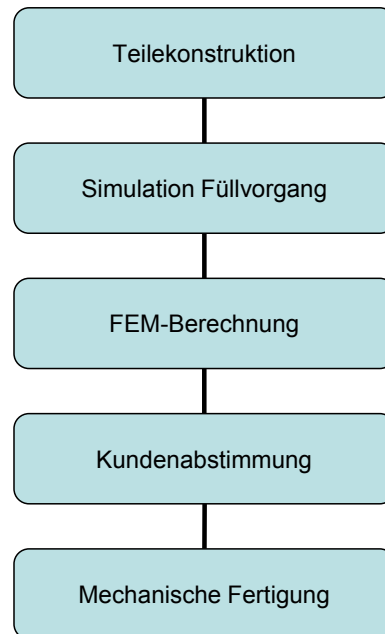 Teilekonstruktion
Simulation Füllvorgang
FEM-Berechnung
Kundenabstimmung
Mechanische Fertigung